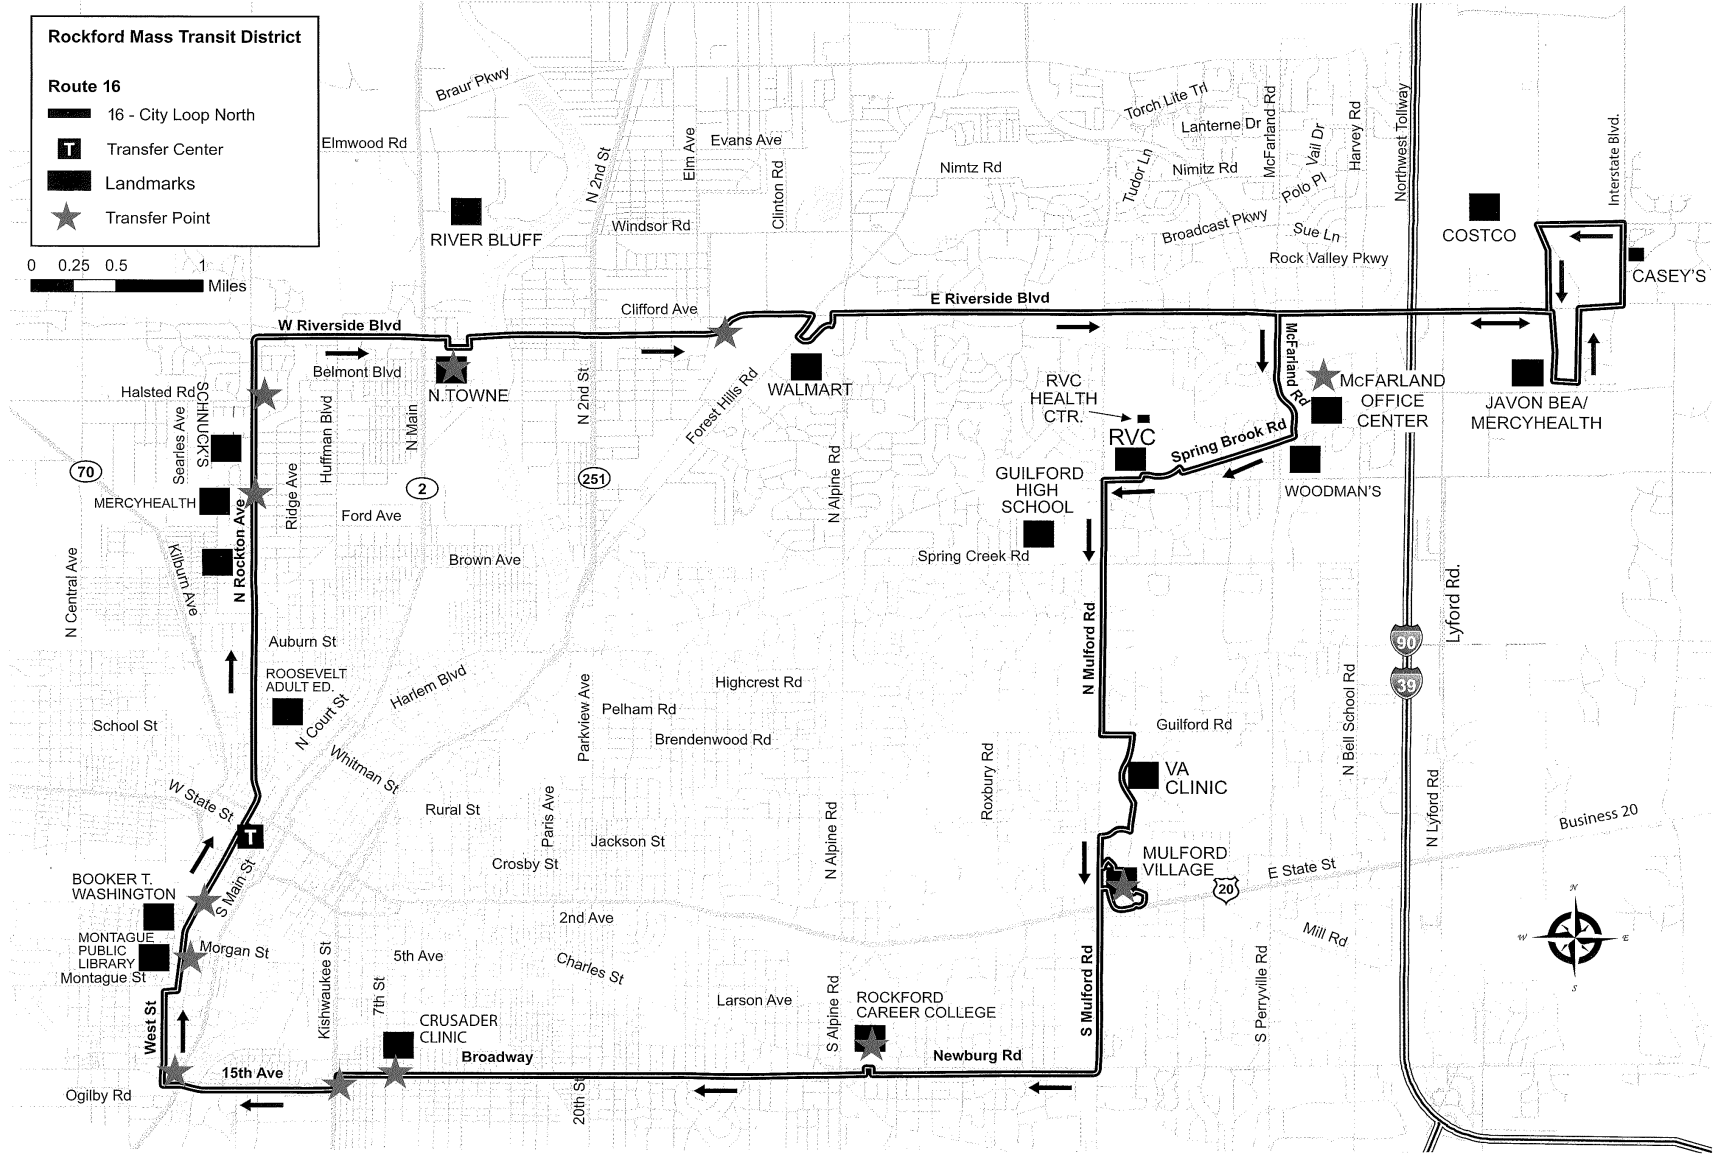 Rockford Mass Transit District
Route 16
16 - City Loop North
T
Transfer Center
Landmarks
Transfer Point
0 0.25 0.5 1
Miles
Braur Pkwy
Elmwood Rd
N 2nd St
Elm Ave
Evans Ave
Clinton Rd
Windsor Rd
RIVER BLUFF
Nimtz Rd
Torch Lite Trl
Lanterne Dr
McFarland Rd
Vail Dr
Harvey Rd
Tudor Ln
Nimitz Rd
Polo Pl
Broadcast Pkwy
Sue Ln
Rock Valley Pkwy
Northwest Tollway
Interstate Blvd.
COSTCO
CASEY'S
Clifford Ave
E Riverside Blvd
W Riverside Blvd
Belmont Blvd
N.TOWNE
WALMART
Halsted Rd
SCHNUCK'S
Searles Ave
Huffman Blvd
N Main
N 2nd St
Forest Hills Rd
RVC
HEALTH
CTR.
RVC
McFarland Rd
McFARLAND
OFFICE
CENTER
JAVON BEA/
MERCYHEALTH
Spring Brook Rd
WOODMAN'S
GUILFORD
HIGH
SCHOOL
Spring Creek Rd
70
2
251
MERCYHEALTH
Ridge Ave
Ford Ave
N Alpine Rd
Brown Ave
N Central Ave
Kilburn Ave
N Rockton Ave
Auburn St
ROOSEVELT
ADULT ED.
N Court St
Harlem Blvd
School St
Whitman St
Parkview Ave
Pelham Rd
Highcrest Rd
Brendenwood Rd
N Mulford Rd
Guilford Rd
VA
CLINIC
N Bell School Rd
Lyford Rd.
90
39
N Lyford Rd
Roxbury Rd
W State St
T
Rural St
Paris Ave
Jackson St
Crosby St
N Alpine Rd
MULFORD
VILLAGE
20
E State St
Business 20
BOOKER T.
WASHINGTON
S Main St
MONTAGUE
PUBLIC
LIBRARY
Montague St
Morgan St
2nd Ave
5th Ave
Charles St
Mill Rd
N
W
E
S
West St
Kishwaukee St
7th St
CRUSADER
CLINIC
Larson Ave
S Alpine Rd
ROCKFORD
CAREER COLLEGE
S Mulford Rd
S Perryville Rd
Broadway
Newburg Rd
15th Ave
Ogilby Rd
20th St